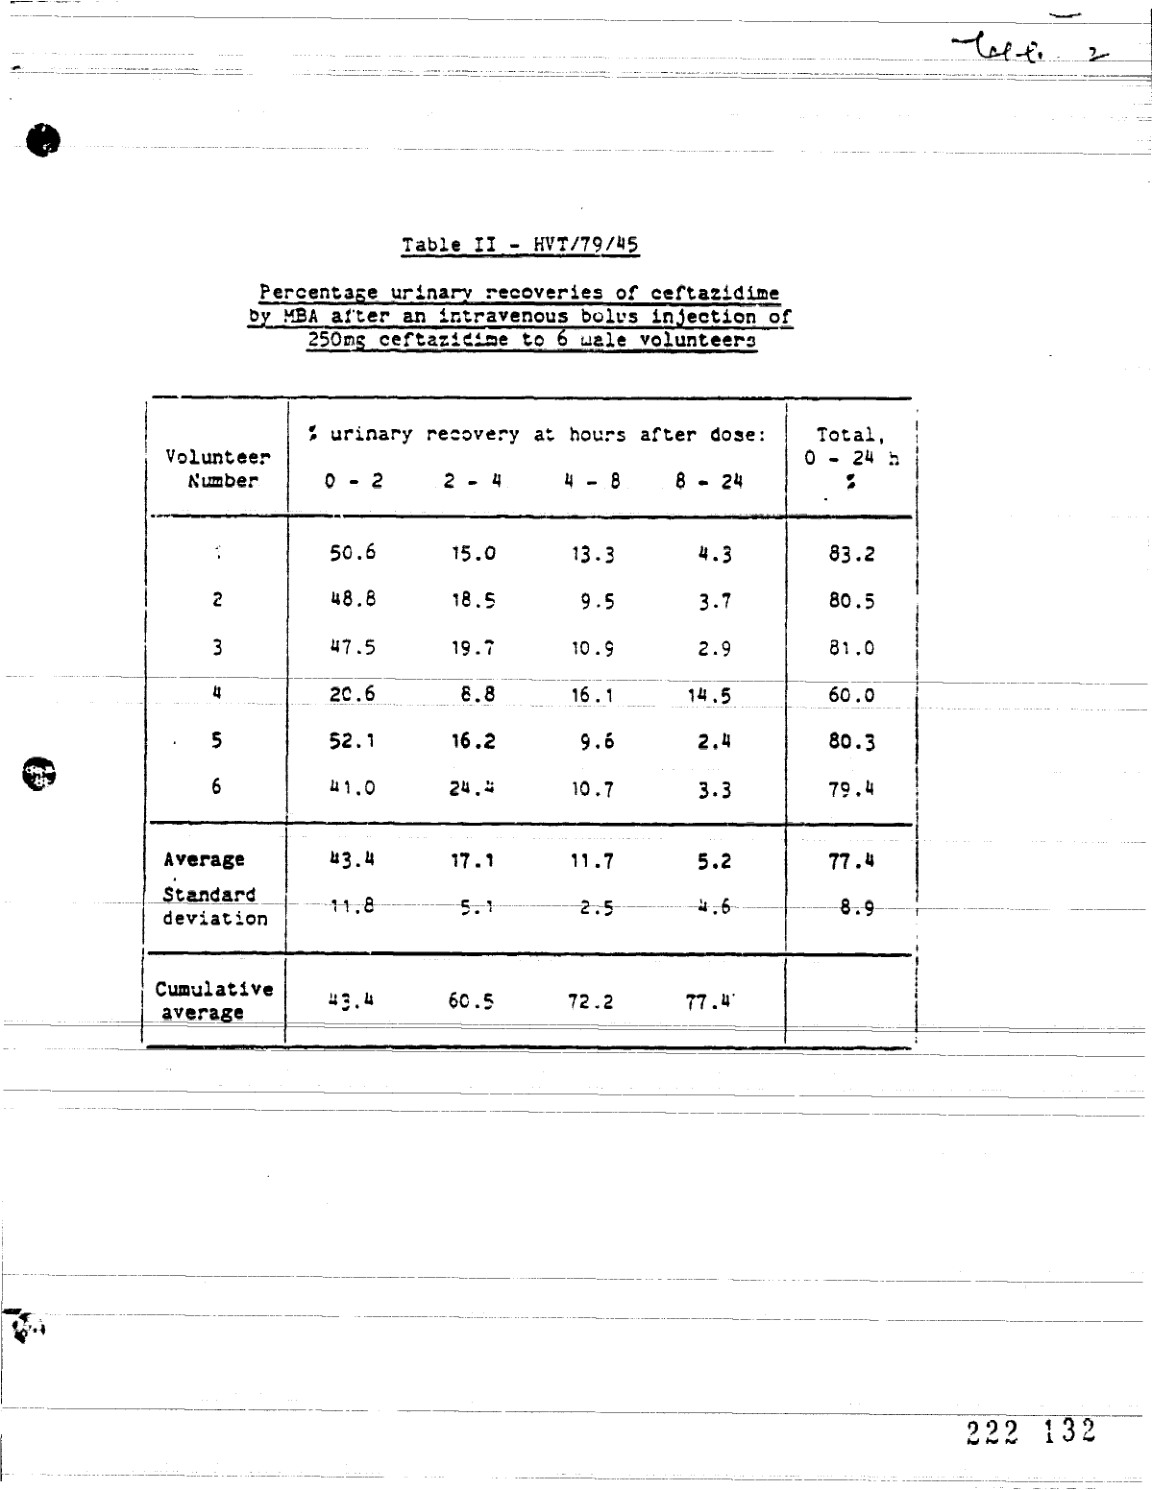 2
Table II - HVT/79/45
Percentage urinary recoveries of ceftazidime
by MBA after an intravenous bolus injection of
250mg ceftazidime to 6 male volunteers
Volunteer Number % urinary recovery at hours after dose: Total, 0 - 24 h %
0 - 2 2 - 4 4 - 8 8 - 24
1 50.6 15.0 13.3 4.3 83.2
2 48.8 18.5 9.5 3.7 80.5
3 47.5 19.7 10.9 2.9 81.0
4 20.6 8.8 16.1 14.5 60.0
5 52.1 16.2 9.6 2.4 80.3
6 41.0 24.4 10.7 3.3 79.4
Average 43.4 17.1 11.7 5.2 77.4
Standard deviation 11.8 5.1 2.5 4.6 8.9
Cumulative average 43.4 60.5 72.2 77.4
222 132